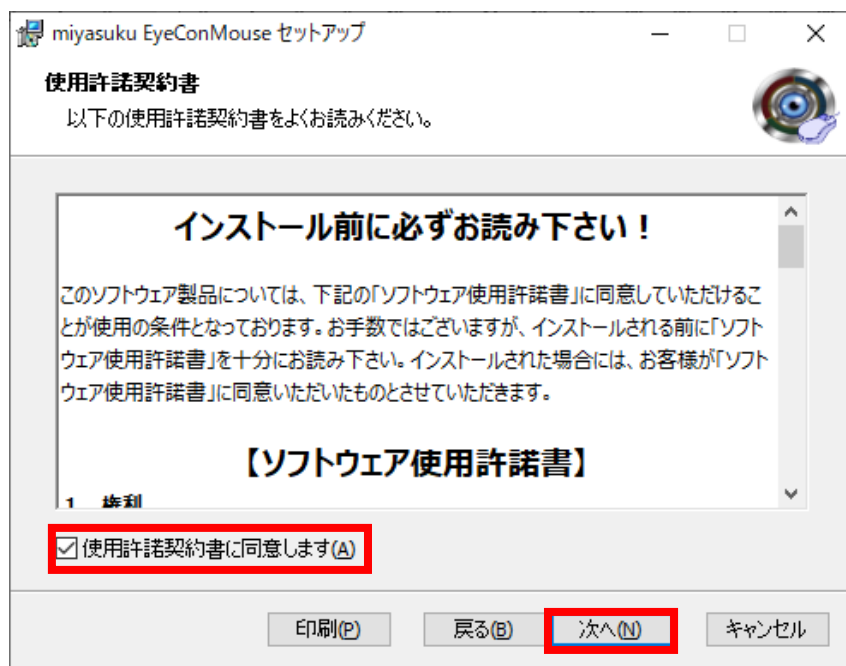 miyasuku EyeConMouse セットアップ
使用許諾契約書
以下の使用許諾契約書をよくお読みください。
インストール前に必ずお読み下さい！
このソフトウェア製品については、下記の「ソフトウェア使用許諾書」に同意していただけるこ
とが使用の条件となっております。お手数ではございますが、インストールされる前に「ソフト
ウェア使用許諾書」を十分にお読み下さい。インストールされた場合には、お客様が「ソフト
ウェア使用許諾書」に同意いただいたものとさせていただきます。
【ソフトウェア使用許諾書】
1 権利
使用許諾契約書に同意します(A)
印刷(P) 戻る(B) 次へ(N) キャンセル